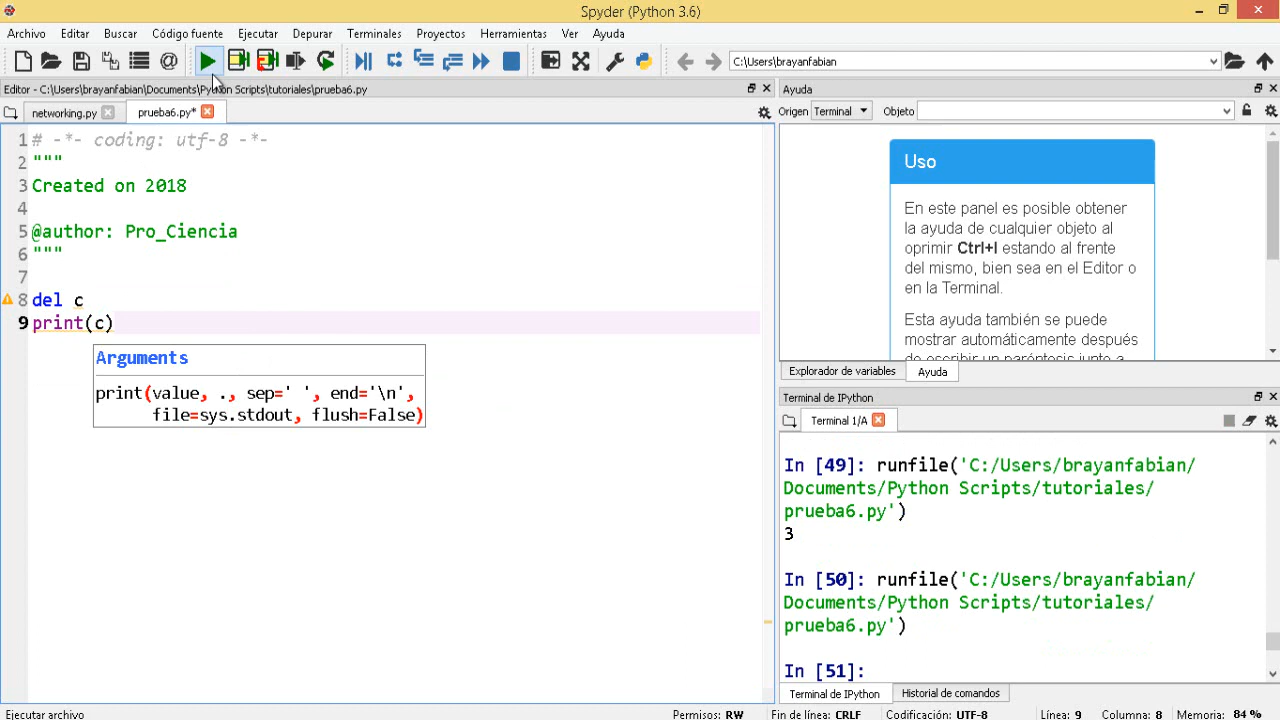 Spyder (Python 3.6)
Archivo Editar Buscar Código fuente Ejecutar Depurar Terminales Proyectos Herramientas Ver Ayuda
C:\Users\brayanfabian
Editor - C:\Users\brayanfabian\Documents\Python Scripts\tutoriales\prueba6.py
networking.py prueba6.py*
1 # -*- coding: utf-8 -*-
2 """
3 Created on 2018
4
5 @author: Pro_Ciencia
6 """
7
8 del c
9 print(c)
Arguments
print(value, ., sep=' ', end='\n',
file=sys.stdout, flush=False)
Ayuda
Origen Terminal Objeto
Uso
En este panel es posible obtener
la ayuda de cualquier objeto al
oprimir Ctrl+I estando al frente
del mismo, bien sea en el Editor o
en la Terminal.
Esta ayuda también se puede
mostrar automáticamente después
de escribir un paréntesis junto a
Explorador de variables Ayuda
Terminal de IPython
Terminal 1/A
In [49]: runfile('C:/Users/brayanfabian/
Documents/Python Scripts/tutoriales/
prueba6.py')
3
In [50]: runfile('C:/Users/brayanfabian/
Documents/Python Scripts/tutoriales/
prueba6.py')
In [51]:
Terminal de IPython Historial de comandos
Ejecutar archivo Permisos: RW Fin de línea: CRLF Codificación: UTF-8 Línea: 9 Columna: 8 Memoria: 84 %